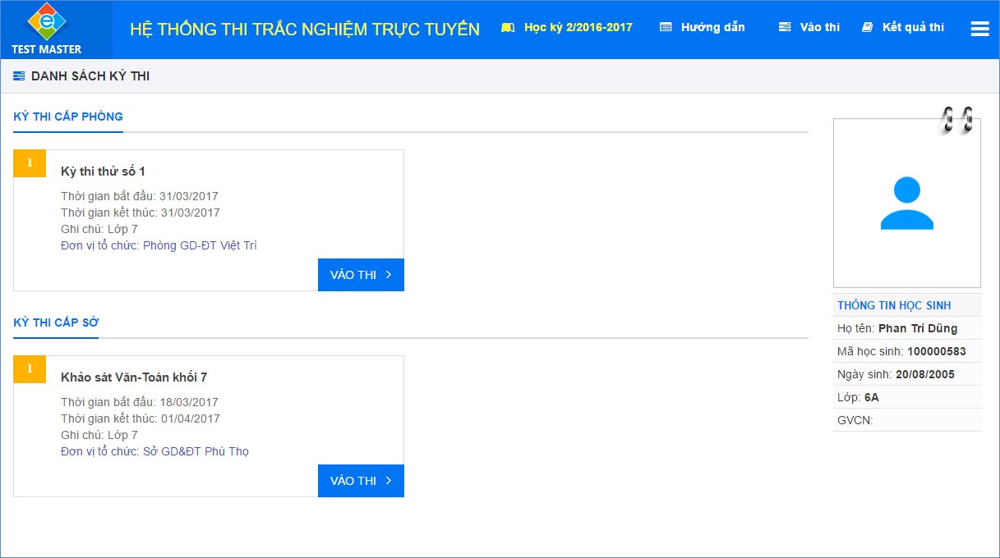 e
TEST MASTER
HỆ THỐNG THI TRẮC NGHIỆM TRỰC TUYẾN
Học kỳ 2/2016-2017
Hướng dẫn
Vào thi
Kết quả thi
DANH SÁCH KỲ THI
KỲ THI CẤP PHÒNG
1
Kỳ thi thử số 1
Thời gian bắt đầu: 31/03/2017
Thời gian kết thúc: 31/03/2017
Ghi chú: Lớp 7
Đơn vị tổ chức: Phòng GD-ĐT Việt Trì
VÀO THI
KỲ THI CẤP SỞ
1
Khảo sát Văn-Toán khối 7
Thời gian bắt đầu: 18/03/2017
Thời gian kết thúc: 01/04/2017
Ghi chú: Lớp 7
Đơn vị tổ chức: Sở GD&ĐT Phú Thọ
VÀO THI
THÔNG TIN HỌC SINH
Họ tên: Phan Trí Dũng
Mã học sinh: 100000583
Ngày sinh: 20/08/2005
Lớp: 6A
GVCN: